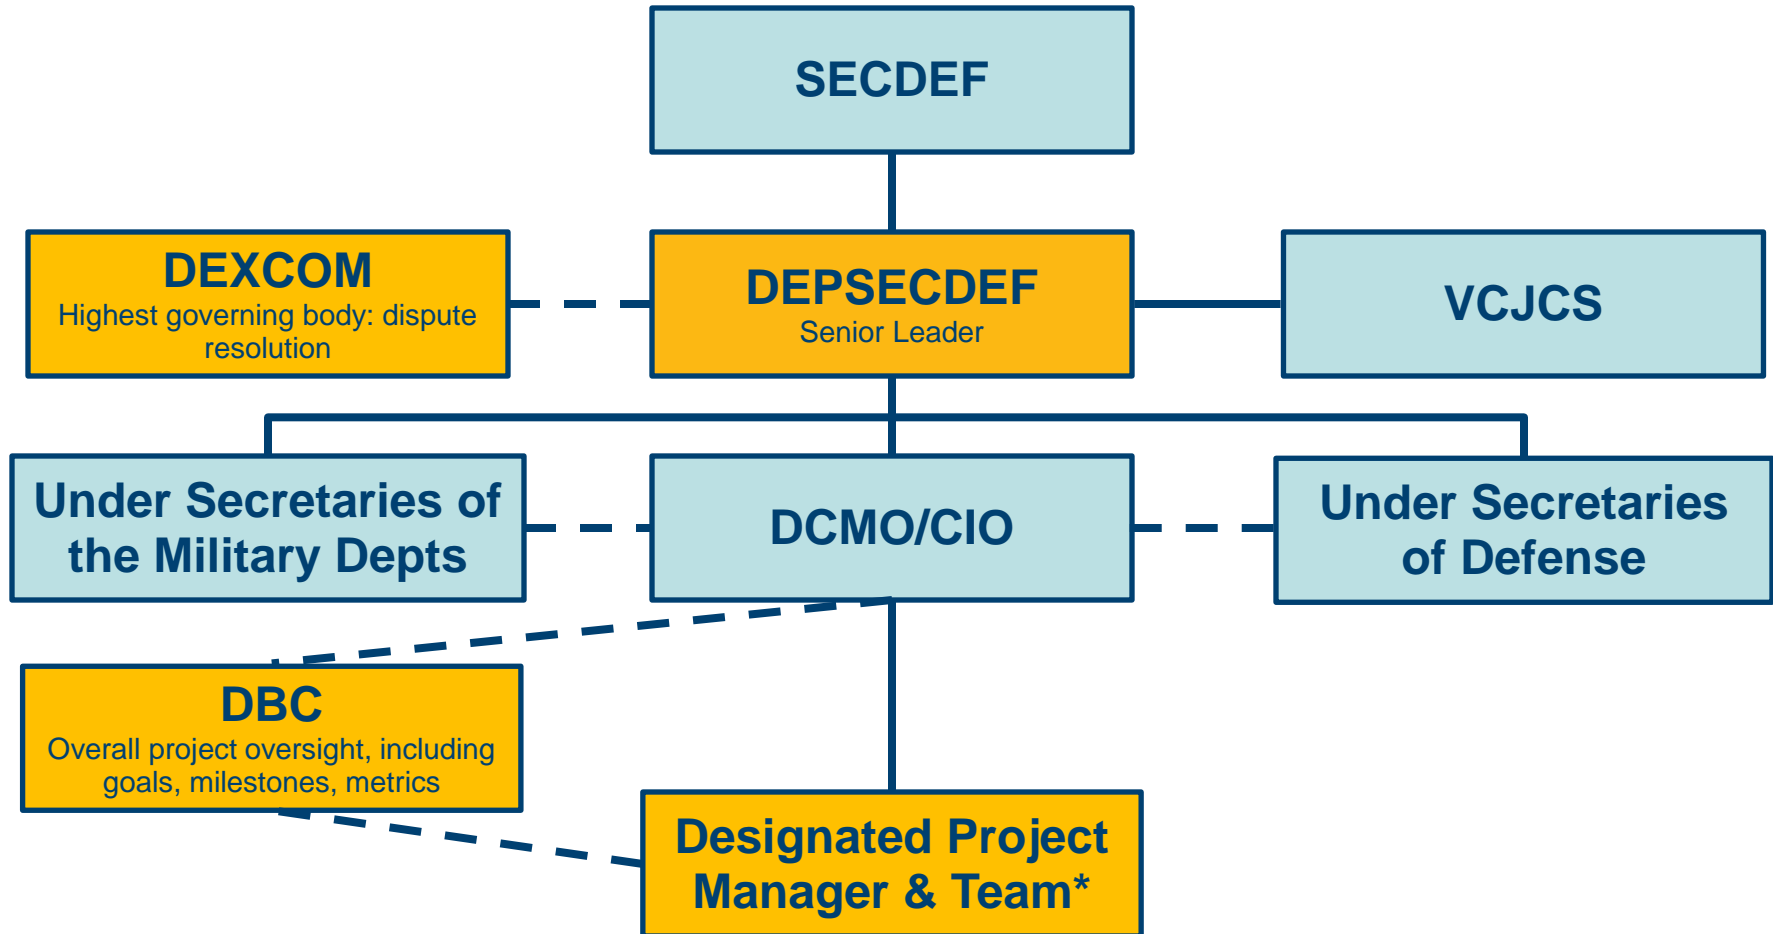 SECDEF
DEXCOM
Highest governing body: dispute
resolution
DEPSECDEF
Senior Leader
VCJCS
Under Secretaries of
the Military Depts
DCMO/CIO
Under Secretaries
of Defense
DBC
Overall project oversight, including
goals, milestones, metrics
Designated Project
Manager & Team*